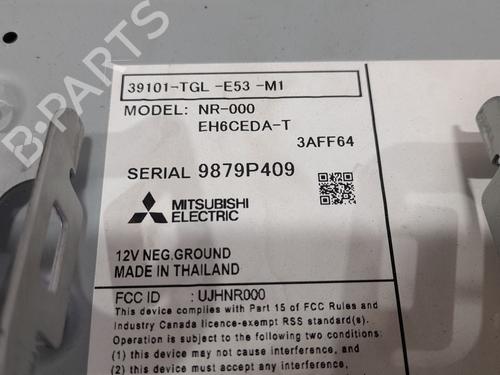 39101-TGL -E53 -M1
MODEL: NR-000
EH6CEDA-T
3AFF64
SERIAL 9879P409
MITSUBISHI
ELECTRIC
12V NEG.GROUND
MADE IN THAILAND
FCC ID : UJHNR000
This device complies with Part 15 of FCC Rules and
Industry Canada licence-exempt RSS standard(s).
Operation is subject to the following two conditions:
(1) this device may not cause interference, and
(2) this device must accept any interference,
B-PARTS